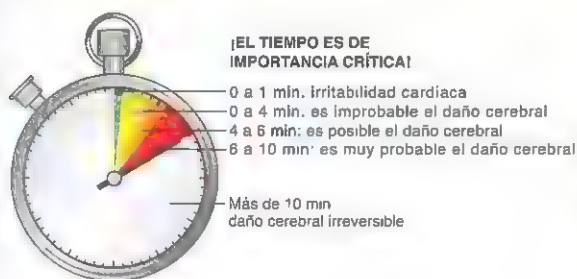 ¡EL TIEMPO ES DE
IMPORTANCIA CRÍTICA!
0 a 1 min. irritabilidad cardiaca
0 a 4 min. es improbable el daño cerebral
4 a 6 min: es posible el daño cerebral
6 a 10 min: es muy probable el daño cerebral
Más de 10 min
daño cerebral irreversible